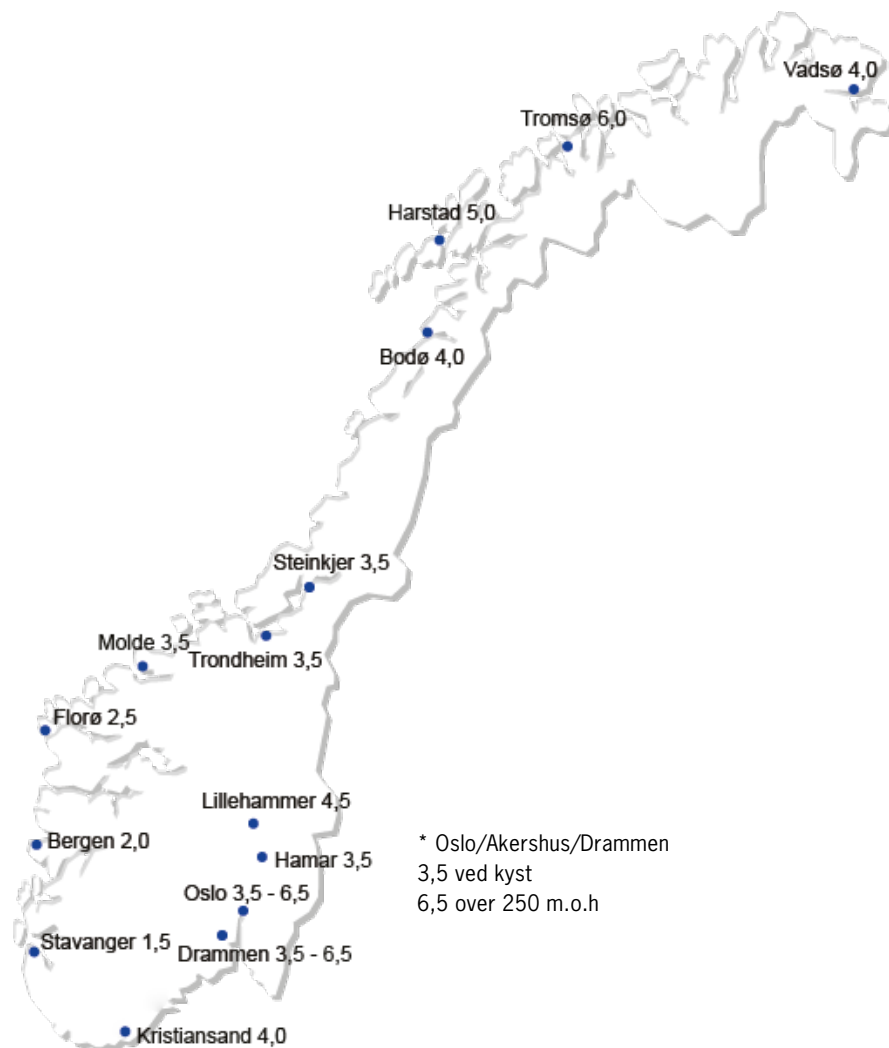 Vadsø 4,0
Tromsø 6,0
Harstad 5,0
Bodø 4,0
Steinkjer 3,5
Molde 3,5
Trondheim 3,5
Florø 2,5
Lillehammer 4,5
Bergen 2,0
Hamar 3,5
* Oslo/Akershus/Drammen
3,5 ved kyst
6,5 over 250 m.o.h
Oslo 3,5 - 6,5
Stavanger 1,5
Drammen 3,5 - 6,5
Kristiansand 4,0